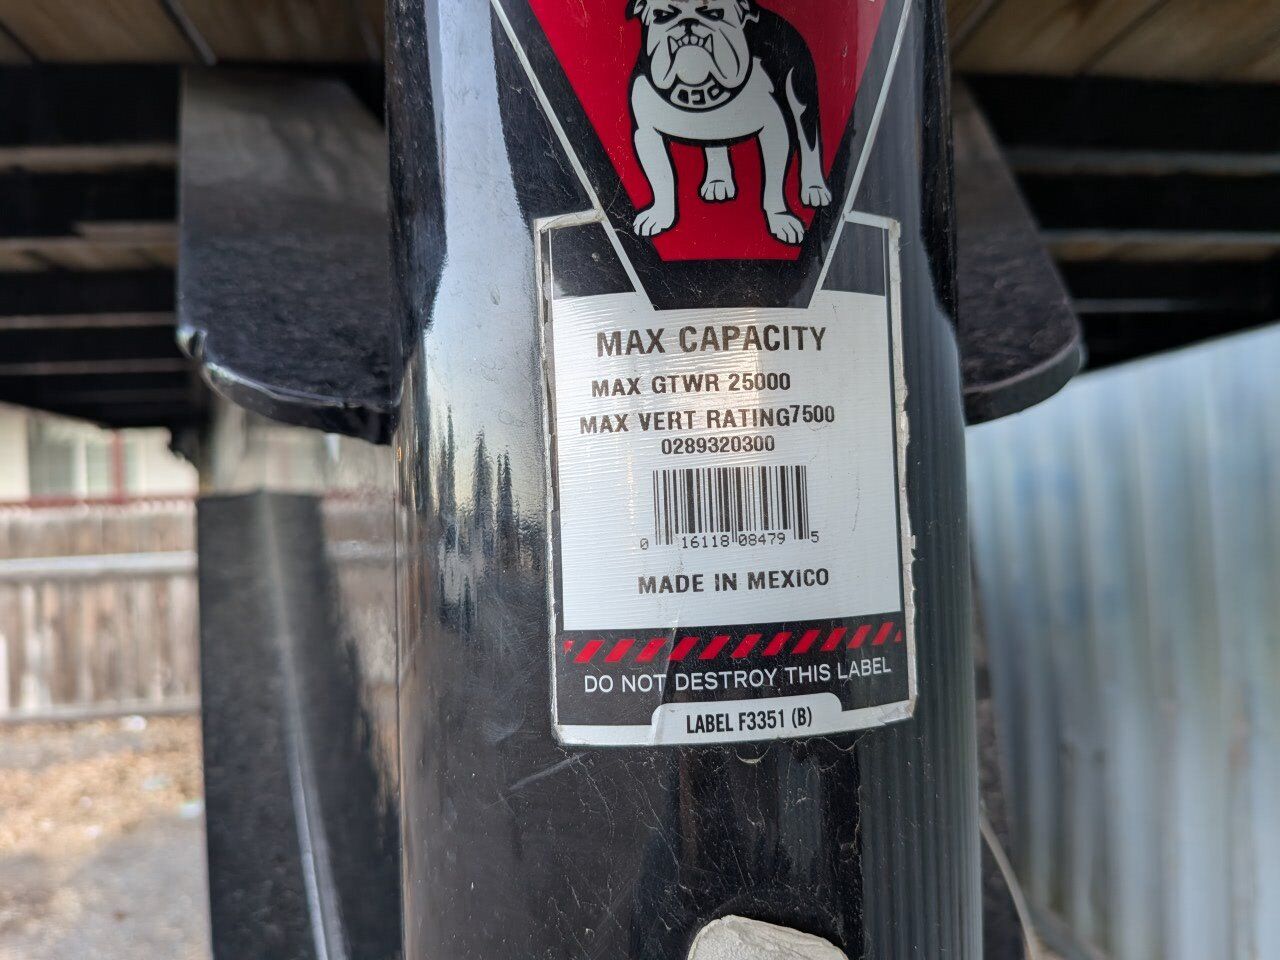 MAX CAPACITY
MAX GTWR 25000
MAX VERT RATING7500
0289320300
0 16118 08479 5
MADE IN MEXICO
DO NOT DESTROY THIS LABEL
LABEL F3351 (B)